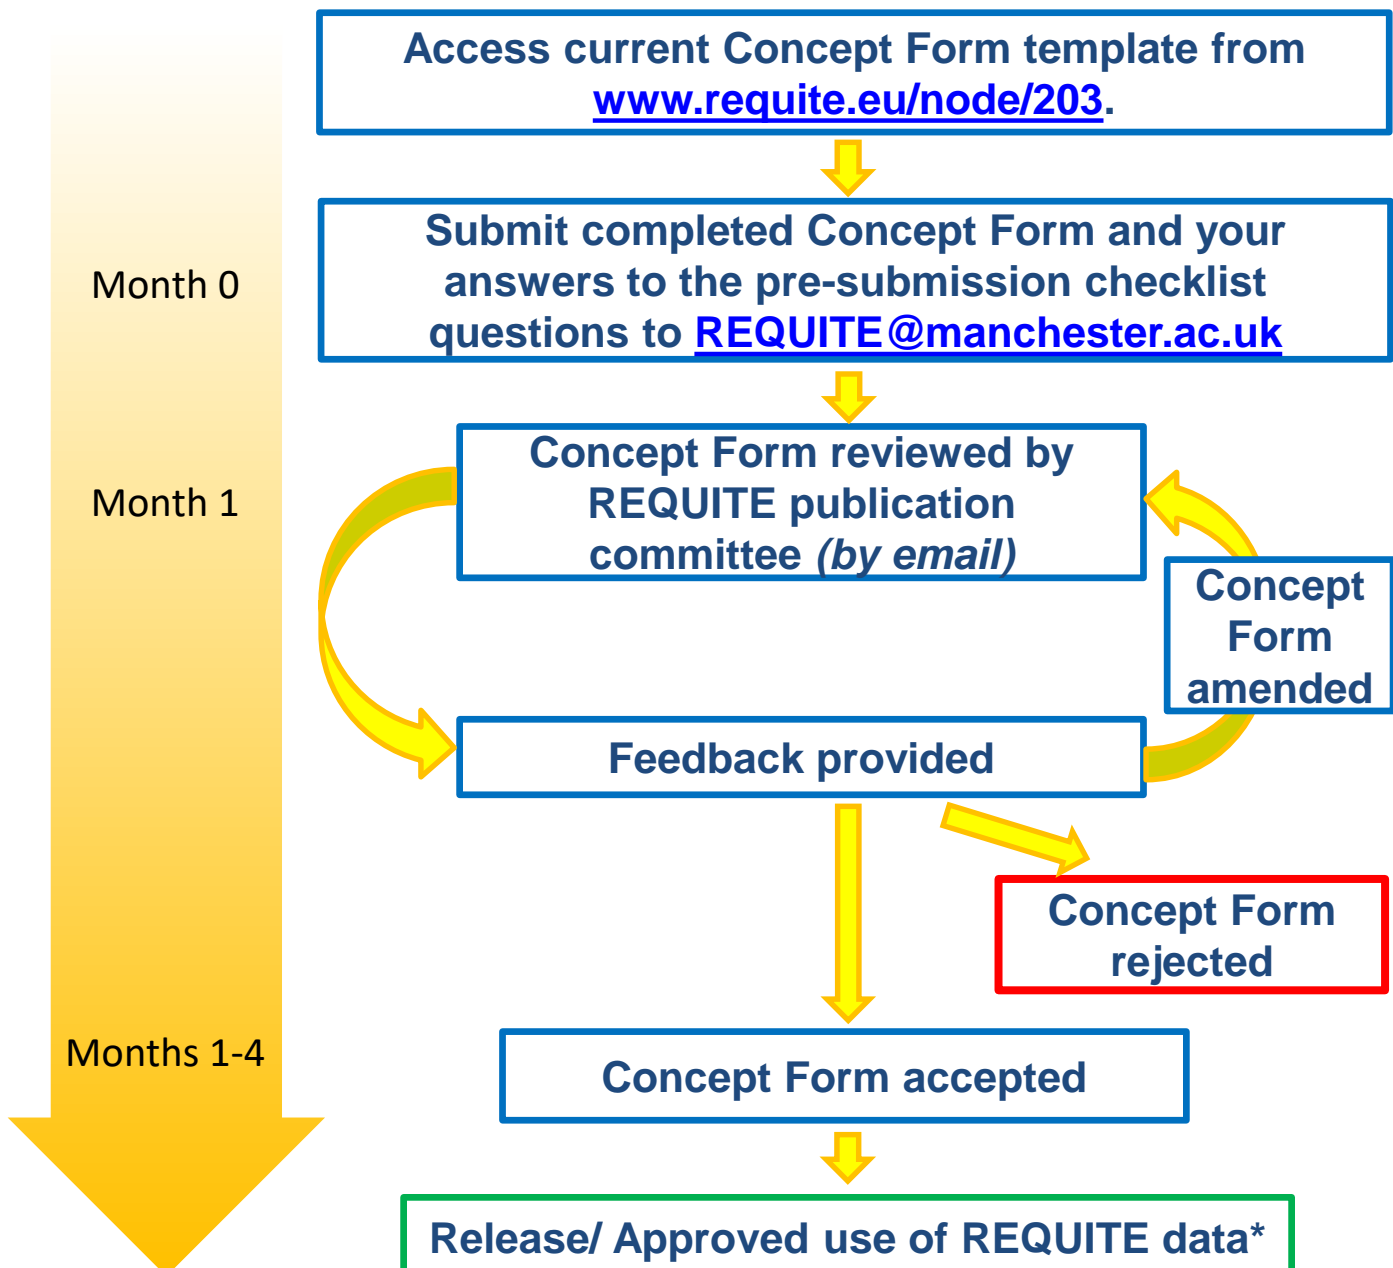 Access current Concept Form template from
www.requite.eu/node/203.
Month 0
Submit completed Concept Form and your
answers to the pre-submission checklist
questions to REQUITE@manchester.ac.uk
Month 1
Concept Form reviewed by
REQUITE publication
committee (by email)
Concept
Form
amended
Feedback provided
Concept Form
rejected
Months 1-4
Concept Form accepted
Release/ Approved use of REQUITE data*